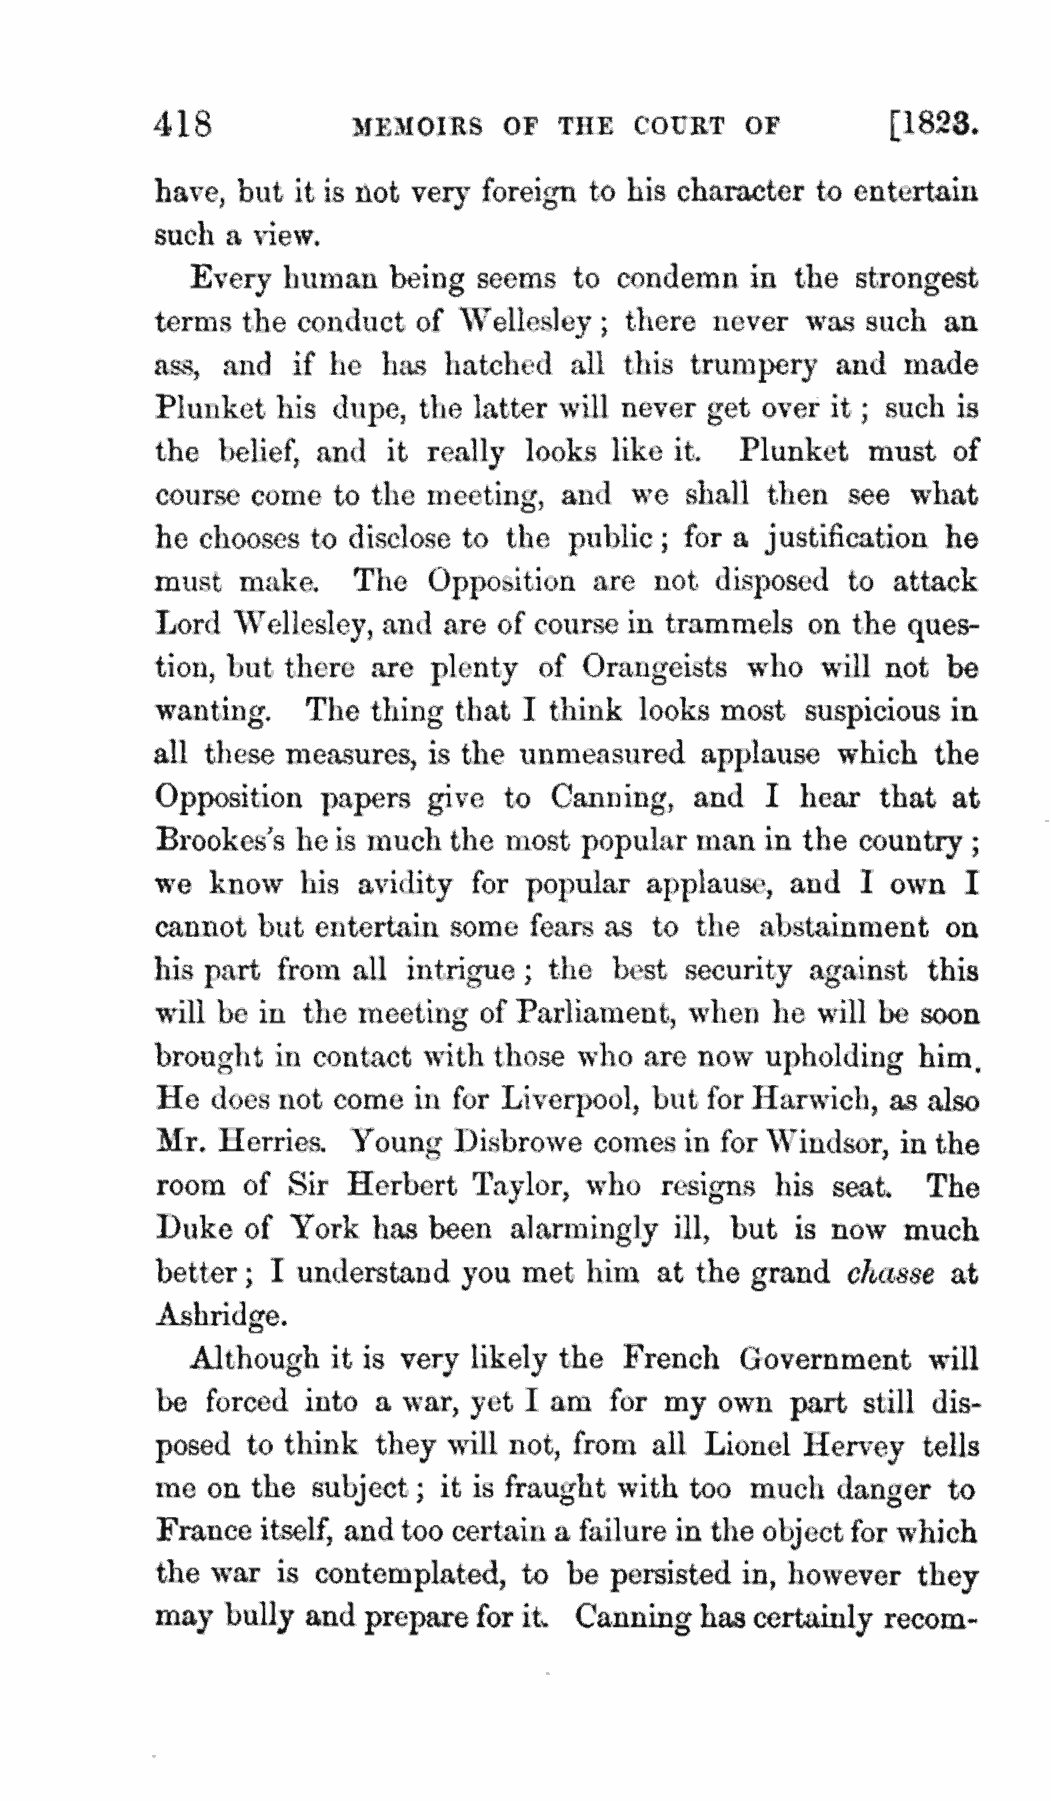 418 MEMOIRS OF THE COURT OF [1823.
have, but it is not very foreign to his character to entertain
such a view.
Every human being seems to condemn in the strongest
terms the conduct of Wellesley ; there never was such an
ass, and if he has hatched all this trumpery and made
Plunket his dupe, the latter will never get over it ; such is
the belief, and it really looks like it. Plunket must of
course come to the meeting, and we shall then see what
he chooses to disclose to the public ; for a justification he
must make. The Opposition are not disposed to attack
Lord Wellesley, and are of course in trammels on the ques-
tion, but there are plenty of Orangeists who will not be
wanting. The thing that I think looks most suspicious in
all these measures, is the unmeasured applause which the
Opposition papers give to Canning, and I hear that at
Brookes's he is much the most popular man in the country ;
we know his avidity for popular applause, and I own I
cannot but entertain some fears as to the abstainment on
his part from all intrigue ; the best security against this
will be in the meeting of Parliament, when he will be soon
brought in contact with those who are now upholding him.
He does not come in for Liverpool, but for Harwich, as also
Mr. Herries. Young Disbrowe comes in for Windsor, in the
room of Sir Herbert Taylor, who resigns his seat. The
Duke of York has been alarmingly ill, but is now much
better ; I understand you met him at the grand chasse at
Ashridge.
Although it is very likely the French Government will
be forced into a war, yet I am for my own part still dis-
posed to think they will not, from all Lionel Hervey tells
me on the subject ; it is fraught with too much danger to
France itself, and too certain a failure in the object for which
the war is contemplated, to be persisted in, however they
may bully and prepare for it. Canning has certainly recom-